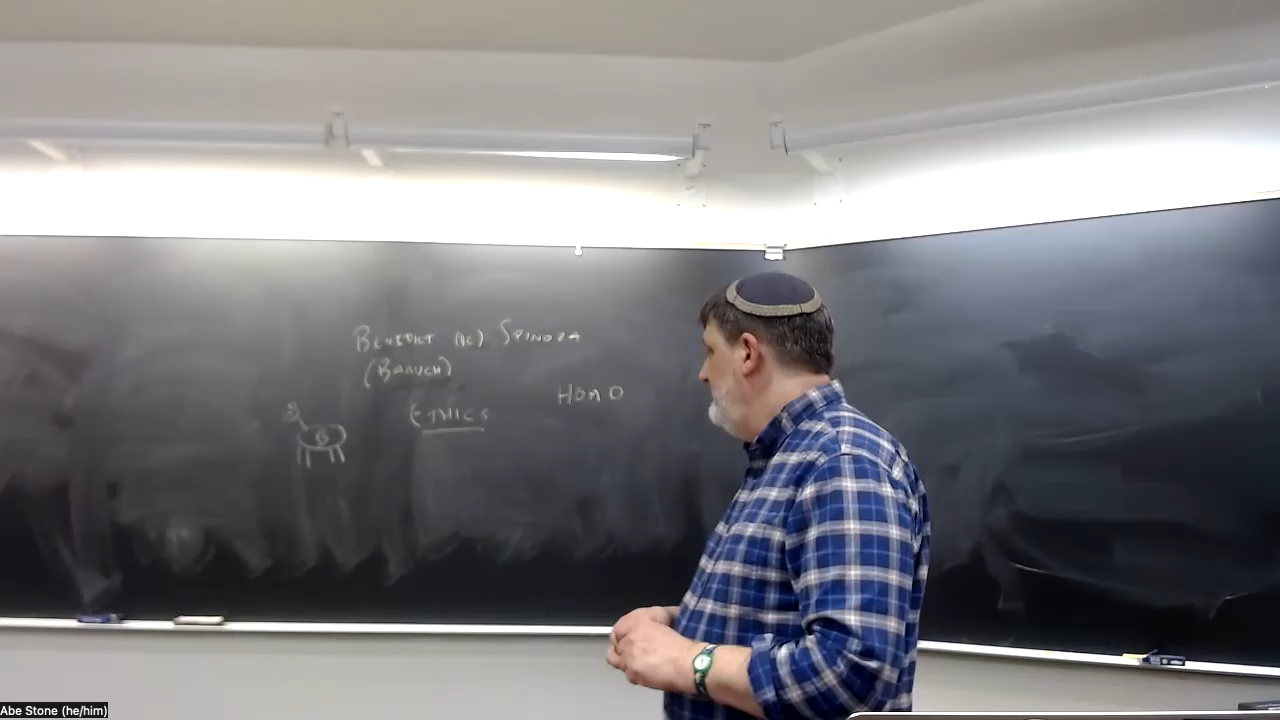 BENEDICT (DE) SPINOZA
(BARUCH)
ETHICS
HOMO
Abe Stone (he/him)